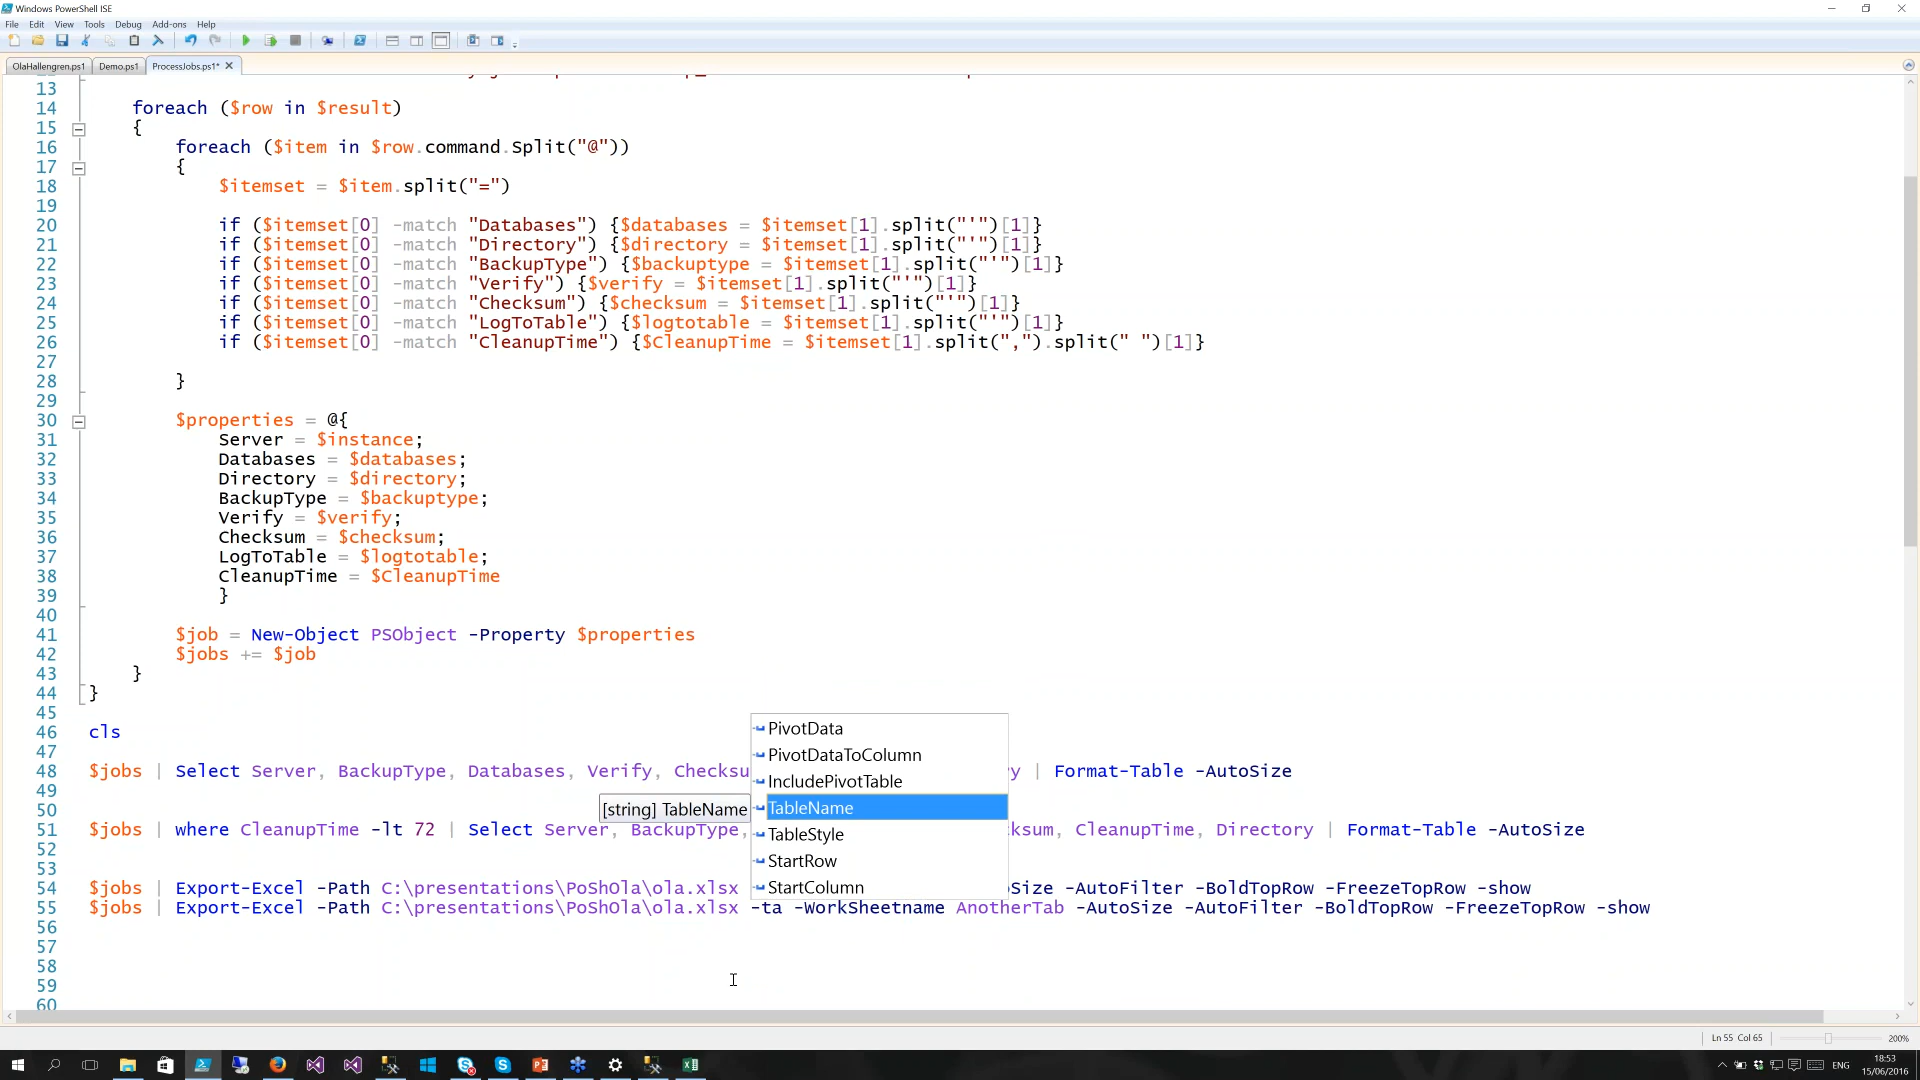 Windows PowerShell ISE
File Edit View Tools Debug Add-ons Help
OlaHallengren.ps1 Demo.ps1 ProcessJobs.ps1*
13
14 foreach ($row in $result)
15 {
16 foreach ($item in $row.command.Split("@"))
17 {
18 $itemset = $item.split("=")
19
20 if ($itemset[0] -match "Databases") {$databases = $itemset[1].split("'")[1]}
21 if ($itemset[0] -match "Directory") {$directory = $itemset[1].split("'")[1]}
22 if ($itemset[0] -match "BackupType") {$backuptype = $itemset[1].split("'")[1]}
23 if ($itemset[0] -match "Verify") {$verify = $itemset[1].split("'")[1]}
24 if ($itemset[0] -match "Checksum") {$checksum = $itemset[1].split("'")[1]}
25 if ($itemset[0] -match "LogToTable") {$logtotable = $itemset[1].split("'")[1]}
26 if ($itemset[0] -match "CleanupTime") {$CleanupTime = $itemset[1].split(",").split(" ")[1]}
27
28 }
29
30 $properties = @{
31 Server = $instance;
32 Databases = $databases;
33 Directory = $directory;
34 BackupType = $backuptype;
35 Verify = $verify;
36 Checksum = $checksum;
37 LogToTable = $logtotable;
38 CleanupTime = $CleanupTime
39 }
40
41 $job = New-Object PSObject -Property $properties
42 $jobs += $job
43 }
44 }
45
46 cls
PivotData
47
PivotDataToColumn
48 $jobs | Select Server, BackupType, Databases, Verify, Checksu y | Format-Table -AutoSize
IncludePivotTable
49
50 [string] TableName TableName
51 $jobs | where CleanupTime -lt 72 | Select Server, BackupType, cksum, CleanupTime, Directory | Format-Table -AutoSize
TableStyle
52
StartRow
53
54 $jobs | Export-Excel -Path C:\presentations\PoShOla\ola.xlsx oSize -AutoFilter -BoldTopRow -FreezeTopRow -show
StartColumn
55 $jobs | Export-Excel -Path C:\presentations\PoShOla\ola.xlsx -ta -WorkSheetname AnotherTab -AutoSize -AutoFilter -BoldTopRow -FreezeTopRow -show
56
57
58
59
60
Ln 55 Col 65 200%
ENG 18:53
15/06/2016